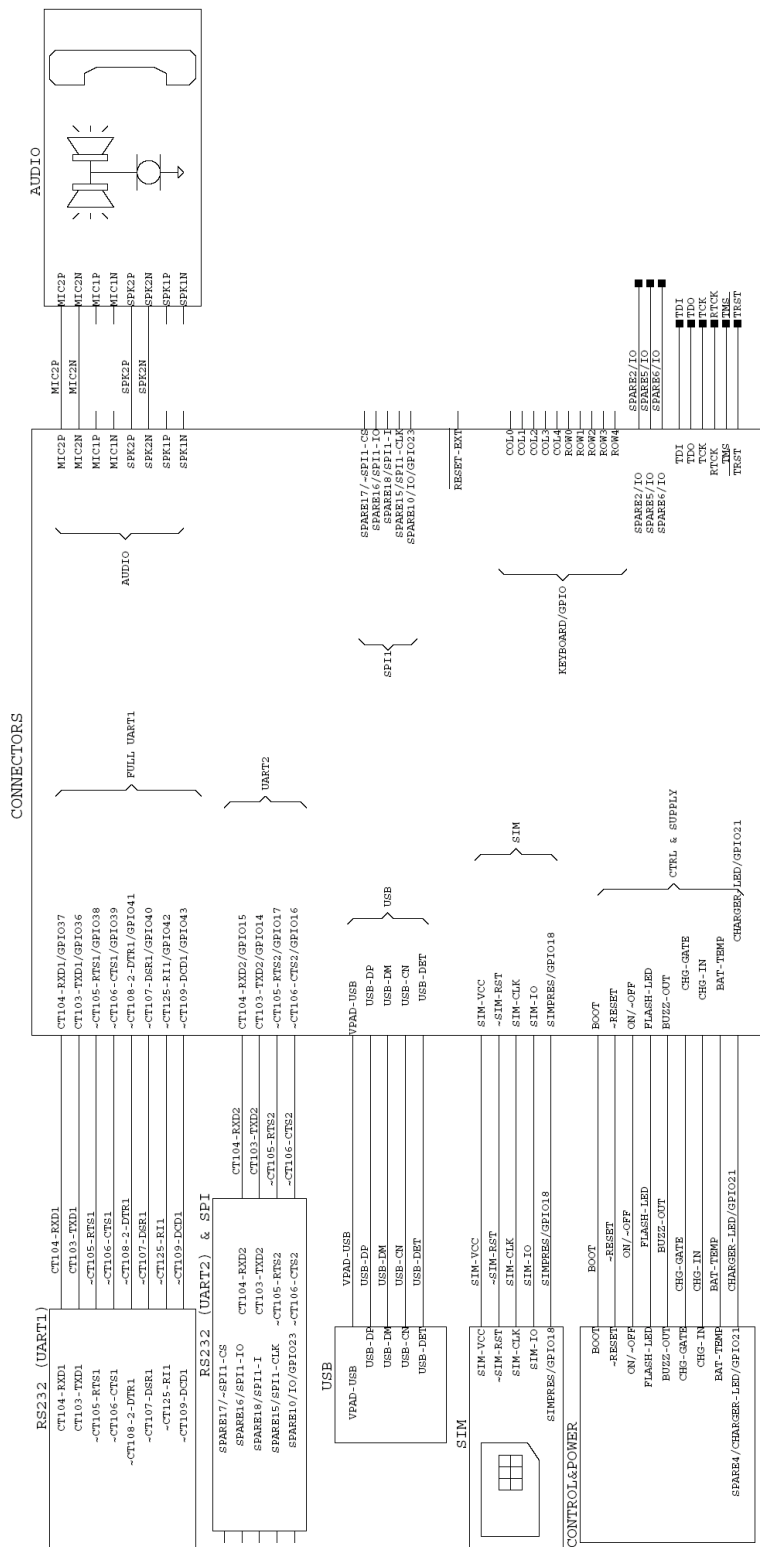 AUDIO
MIC2P
MIC2N
MIC1P
MIC1N
SPK2P
SPK2N
SPK1P
SPK1N
MIC2P
MIC2N
SPK2P
SPK2N
CONNECTORS
MIC2P
MIC2N
MIC1P
MIC1N
SPK2P
SPK2N
SPK1P
SPK1N
AUDIO
SPARE17/~SPI1-CS
SPARE16/SPI1-IO
SPARE18/SPI1-I
SPARE15/SPI1-CLK
SPARE10/IO/GPIO23
SPI1
RESET-EXT
COL0
COL1
COL2
COL3
COL4
ROW0
ROW1
ROW2
ROW3
ROW4
KEYBOARD/GPIO
SPARE2/IO
SPARE5/IO
SPARE6/IO
SPARE2/IO
SPARE5/IO
SPARE6/IO
TDI
TDO
TCK
RTCK
TMS
TRST
TDI
TDO
TCK
RTCK
TMS
TRST
FULL UART1
CT104-RXD1/GPIO37
CT103-TXD1/GPIO36
~CT105-RTS1/GPIO38
~CT106-CTS1/GPIO39
~CT108-2-DTR1/GPIO41
~CT107-DSR1/GPIO40
~CT125-RI1/GPIO42
~CT109-DCD1/GPIO43
UART2
CT104-RXD2/GPIO15
CT103-TXD2/GPIO14
~CT105-RTS2/GPIO17
~CT106-CTS2/GPIO16
USB
VPAD-USB
USB-DP
USB-DM
USB-CN
USB-DET
SIM
SIM-VCC
~SIM-RST
SIM-CLK
SIM-IO
SIMPRES/GPIO18
CTRL & SUPPLY
BOOT
~RESET
ON/~OFF
FLASH-LED
BUZZ-OUT
CHG-GATE
CHG-IN
BAT-TEMP
CHARGER-LED/GPIO21
CT104-RXD1
CT103-TXD1
~CT105-RTS1
~CT106-CTS1
~CT108-2-DTR1
~CT107-DSR1
~CT125-RI1
~CT109-DCD1
CT104-RXD2
CT103-TXD2
~CT105-RTS2
~CT106-CTS2
VPAD-USB
USB-DP
USB-DM
USB-CN
USB-DET
SIM-VCC
~SIM-RST
SIM-CLK
SIM-IO
SIMPRES/GPIO18
BOOT
~RESET
ON/~OFF
FLASH-LED
BUZZ-OUT
CHG-GATE
CHG-IN
BAT-TEMP
CHARGER-LED/GPIO21
RS232 (UART1)
CT104-RXD1
CT103-TXD1
~CT105-RTS1
~CT106-CTS1
~CT108-2-DTR1
~CT107-DSR1
~CT125-RI1
~CT109-DCD1
RS232 (UART2) & SPI
CT104-RXD2
CT103-TXD2
~CT105-RTS2
~CT106-CTS2
SPARE17/~SPI1-CS
SPARE16/SPI1-IO
SPARE18/SPI1-I
SPARE15/SPI1-CLK
SPARE10/IO/GPIO23
USB
VPAD-USB
USB-DP
USB-DM
USB-CN
USB-DET
SIM
SIM-VCC
~SIM-RST
SIM-CLK
SIM-IO
SIMPRES/GPIO18
CONTROL&POWER
BOOT
~RESET
ON/~OFF
FLASH-LED
BUZZ-OUT
CHG-GATE
CHG-IN
BAT-TEMP
SPARE4/CHARGER-LED/GPIO21